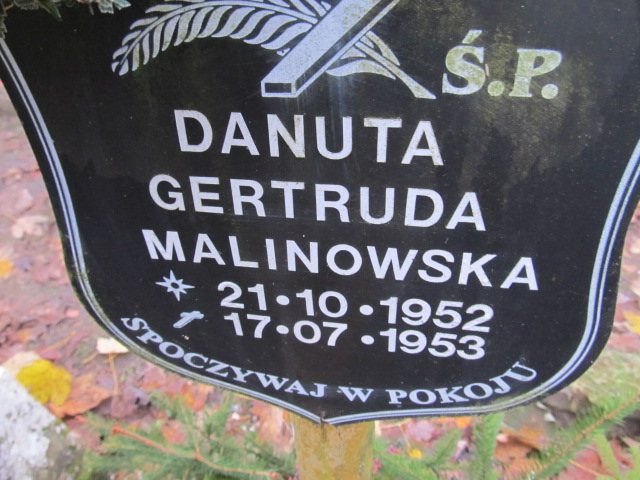 Ś.P.
DANUTA
GERTRUDA
MALINOWSKA
21•10•1952
17•07•1953
SPOCZYWAJ W POKOJU